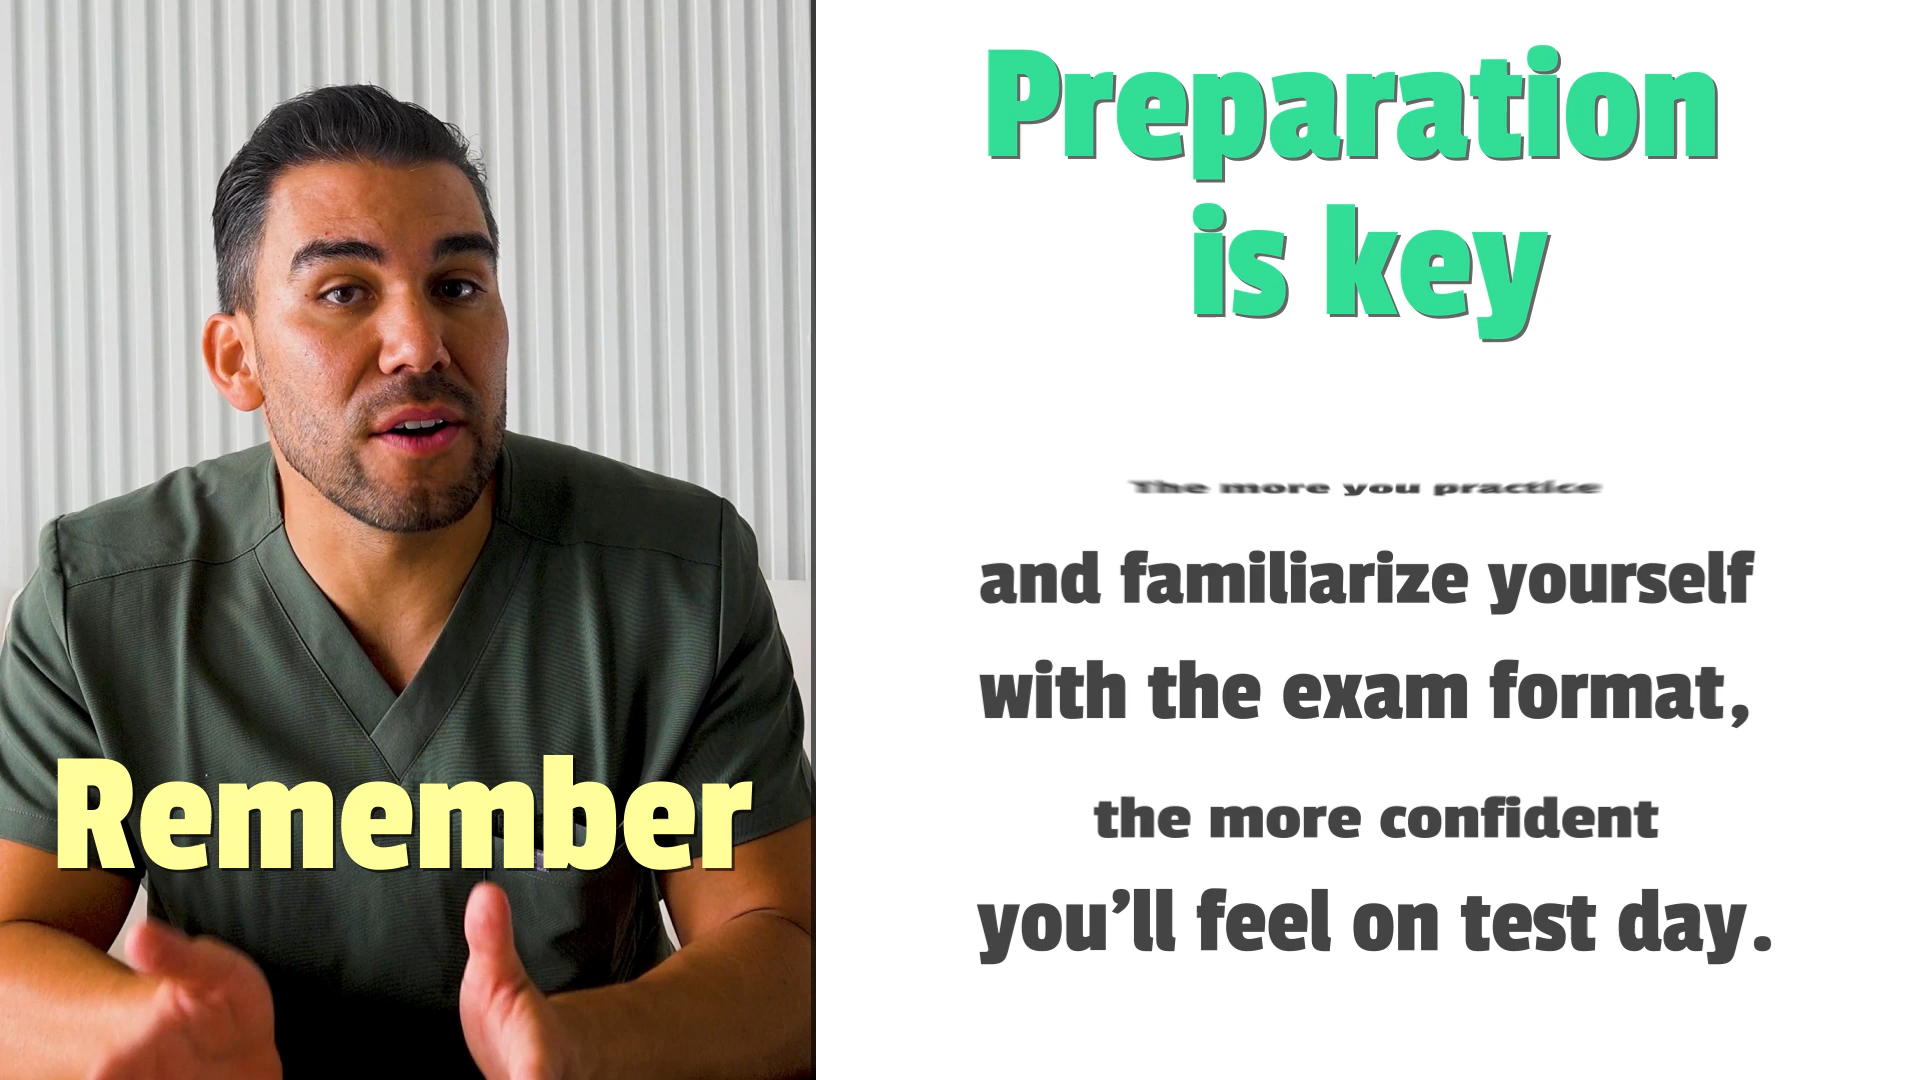 Remember
Preparation
is key
The more you practice
and familiarize yourself
with the exam format,
the more confident
you’ll feel on test day.